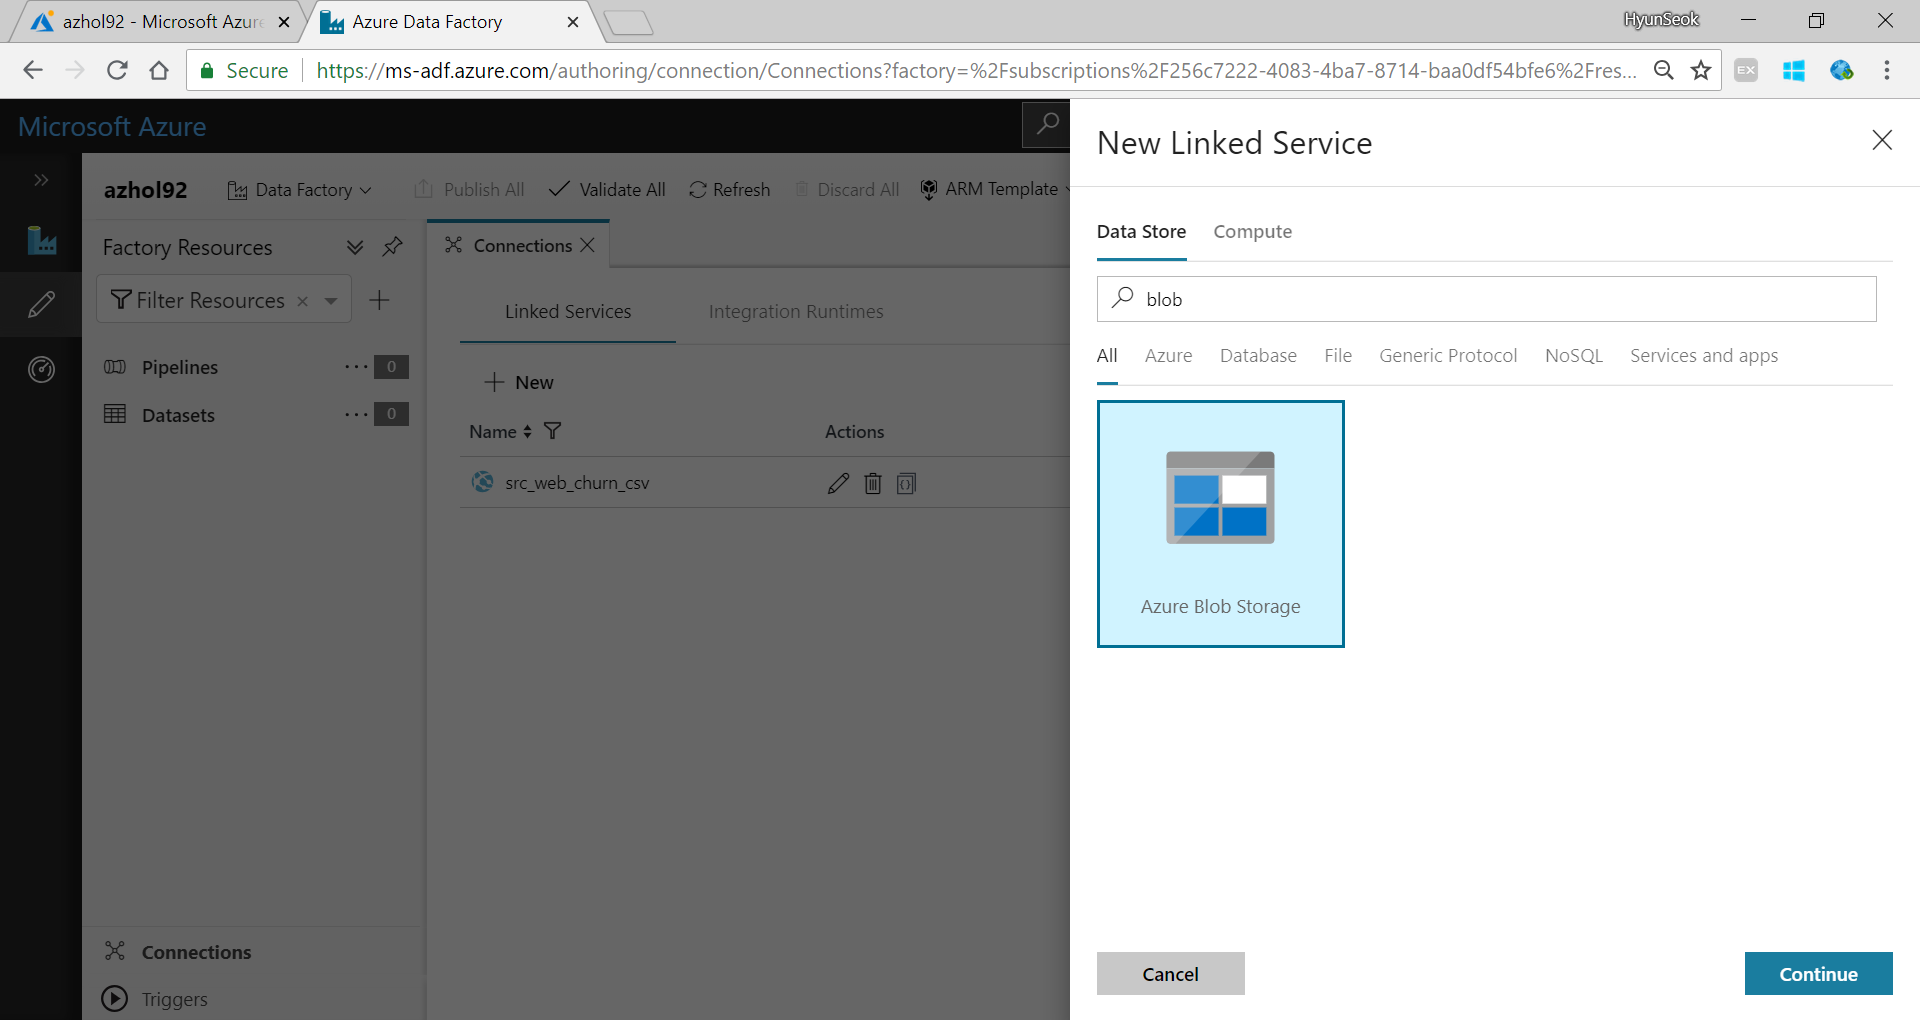 azhol92 - Microsoft Azure
Azure Data Factory
HyunSeok
Secure
https://ms-adf.azure.com/authoring/connection/Connections?factory=%2Fsubscriptions%2F256c7222-4083-4ba7-8714-baa0df54bfe6%2Fres...
EX
Microsoft Azure
azhol92
Data Factory
Publish All
Validate All
Refresh
Discard All
ARM Template
Factory Resources
Filter Resources
Pipelines
0
Datasets
0
Connections
Triggers
Connections
Linked Services
Integration Runtimes
New
Name
Actions
src_web_churn_csv
New Linked Service
Data Store
Compute
blob
All
Azure
Database
File
Generic Protocol
NoSQL
Services and apps
Azure Blob Storage
Cancel
Continue